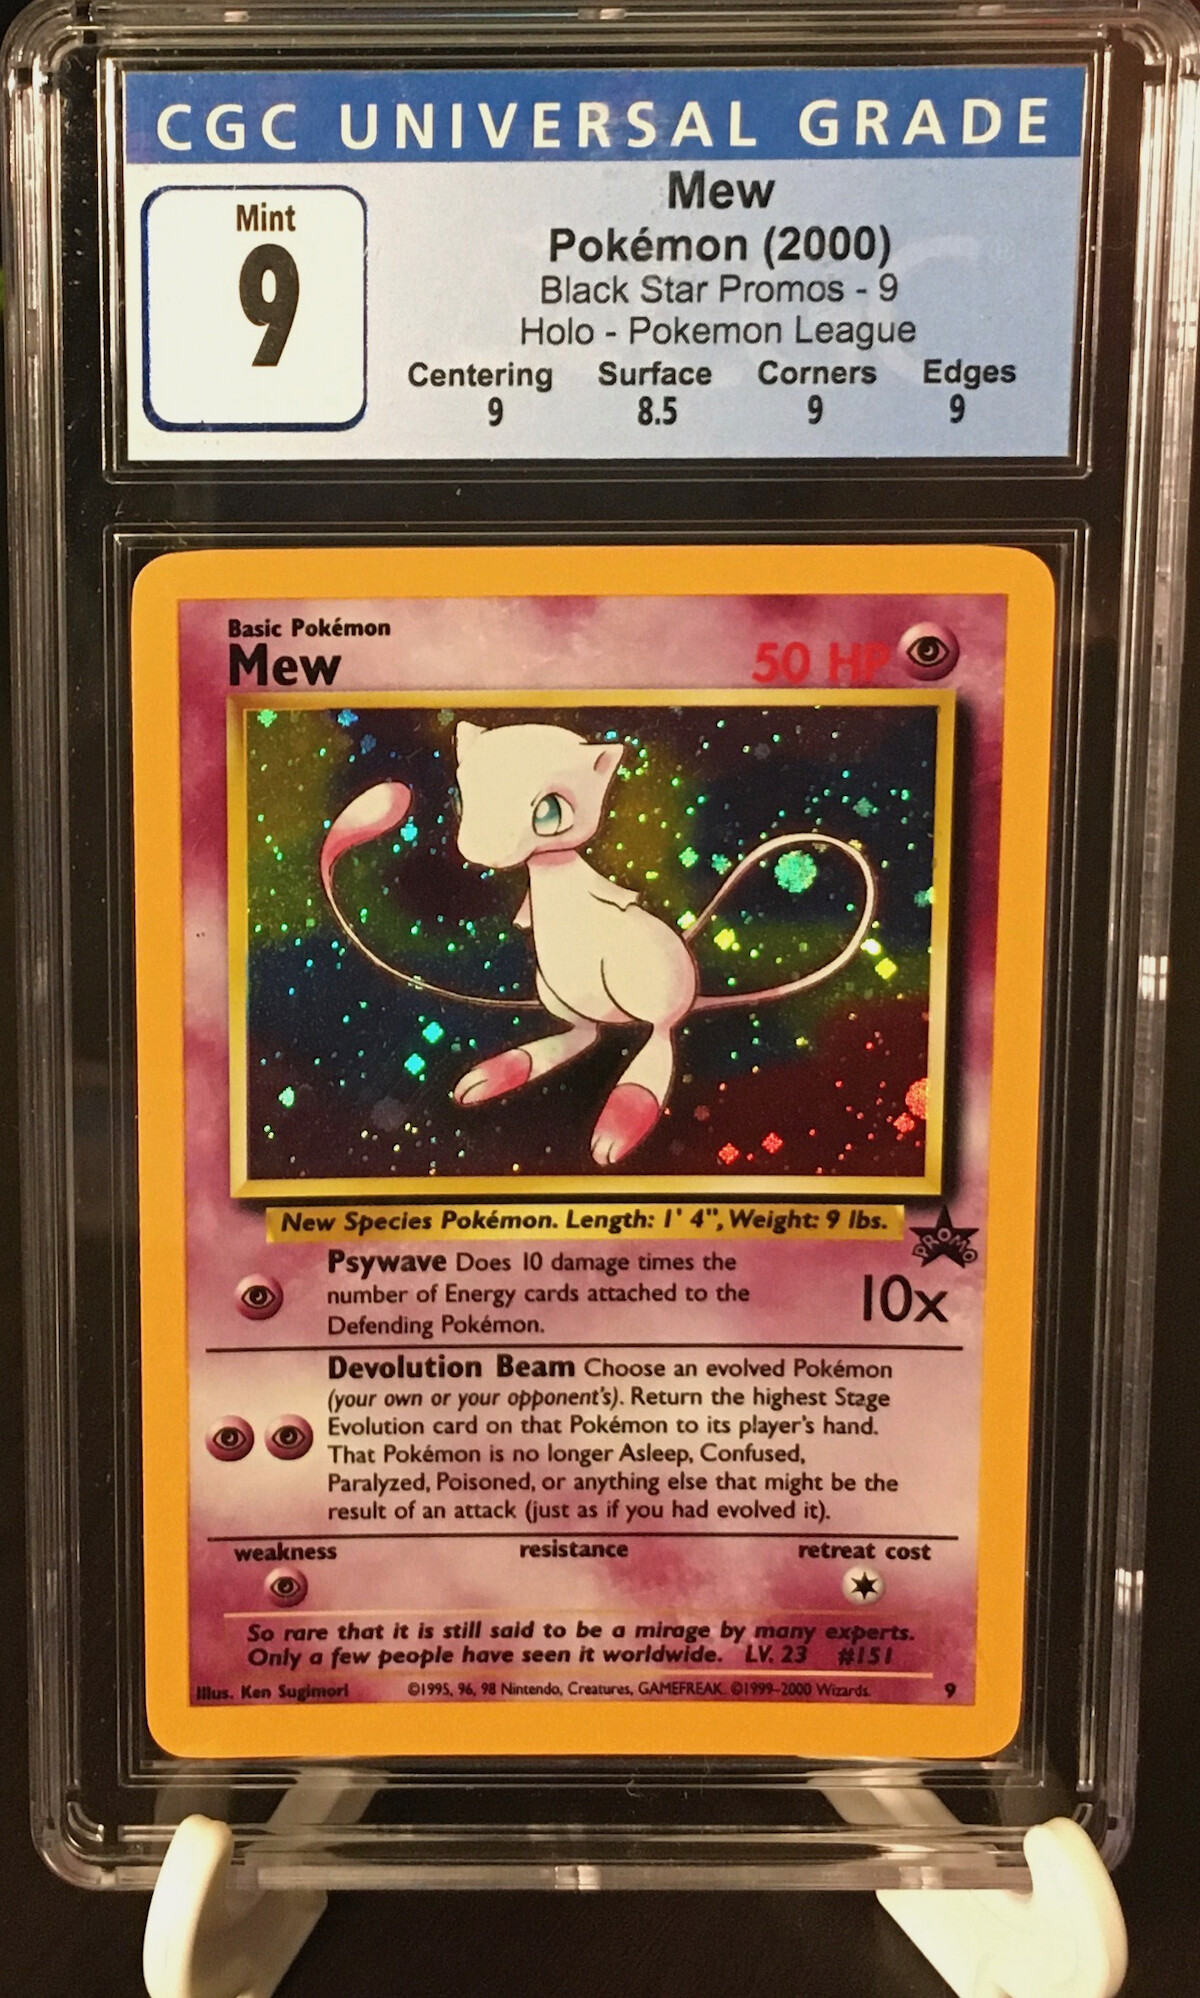 CGC UNIVERSAL GRADE
Mint
9
Mew
Pokémon (2000)
Black Star Promos - 9
Holo - Pokemon League
Centering Surface Corners Edges
9 8.5 9 9
Basic Pokémon
Mew
50 HP
New Species Pokémon. Length: 1' 4", Weight: 9 lbs.
PROMO
Psywave Does 10 damage times the
number of Energy cards attached to the
Defending Pokémon.
10x
Devolution Beam Choose an evolved Pokémon
(your own or your opponent's). Return the highest Stage
Evolution card on that Pokémon to its player's hand.
That Pokémon is no longer Asleep, Confused,
Paralyzed, Poisoned, or anything else that might be the
result of an attack (just as if you had evolved it).
weakness resistance retreat cost
So rare that it is still said to be a mirage by many experts.
Only a few people have seen it worldwide. LV. 23 #151
Illus. Ken Sugimori ©1995, 96, 98 Nintendo, Creatures, GAMEFREAK. ©1999-2000 Wizards. 9